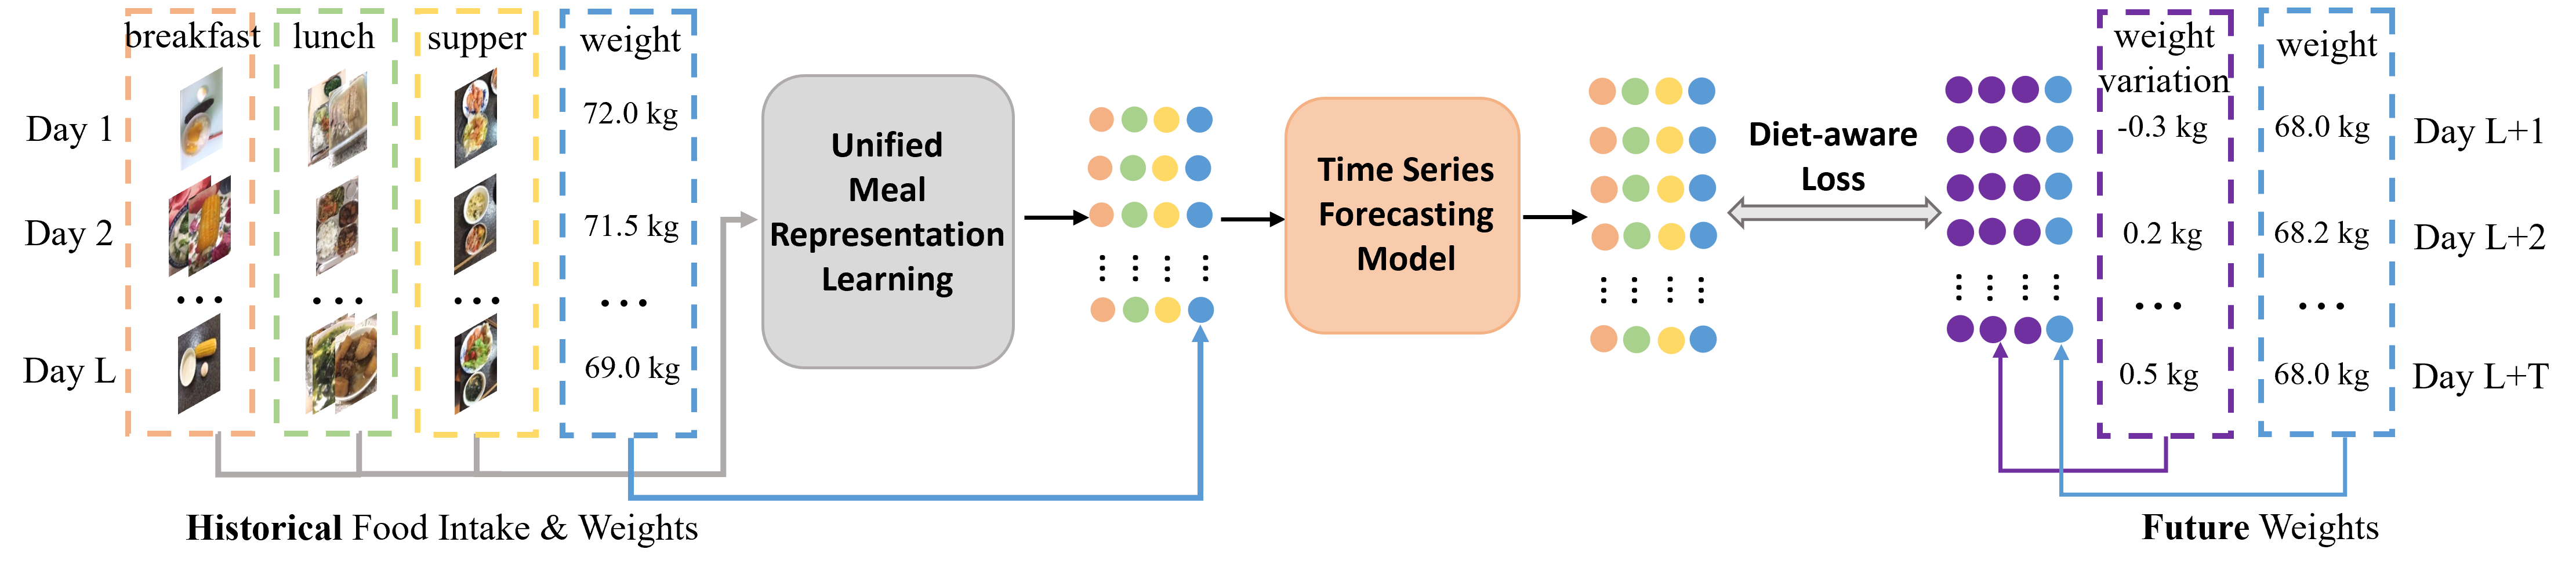 breakfast lunch supper weight
Day 1 72.0 kg
Day 2 71.5 kg
...
Day L 69.0 kg
Historical Food Intake & Weights
Unified
Meal
Representation
Learning
Time Series
Forecasting
Model
Diet-aware
Loss
weight
variation
weight
-0.3 kg 68.0 kg Day L+1
0.2 kg 68.2 kg Day L+2
...
0.5 kg 68.0 kg Day L+T
Future Weights